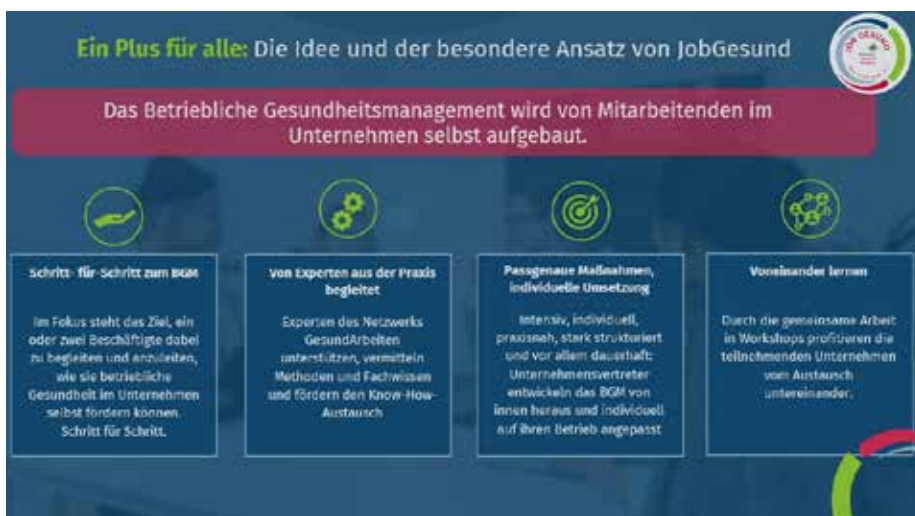 Ein Plus für alle: Die Idee und der besondere Ansatz von JobGesund
JOB GESUND
Das Betriebliche Gesundheitsmanagement wird von Mitarbeitenden im
Unternehmen selbst aufgebaut.
Schritt- für-Schritt zum BGM
Im Fokus steht das Ziel, ein
oder zwei Beschäftigte dabei
zu begleiten und anzuleiten,
wie sie betriebliche
Gesundheit im Unternehmen
selbst fördern können.
Schritt für Schritt.
Von Experten aus der Praxis
begleitet
Experten des Netzwerks
GesundArbeiten
unterstützen, vermitteln
Methoden und Fachwissen
und fördern den Know-How-
Austausch
Passgenaue Maßnahmen,
individuelle Umsetzung
Intensiv, individuell,
praxisnah, stark strukturiert
und vor allem dauerhaft:
Unternehmensvertreter
entwickeln das BGM von
innen heraus und individuell
auf ihren Betrieb angepasst
Voneinander lernen
Durch die gemeinsame Arbeit
in Workshops profitieren die
teilnehmenden Unternehmen
vom Austausch
untereinander.